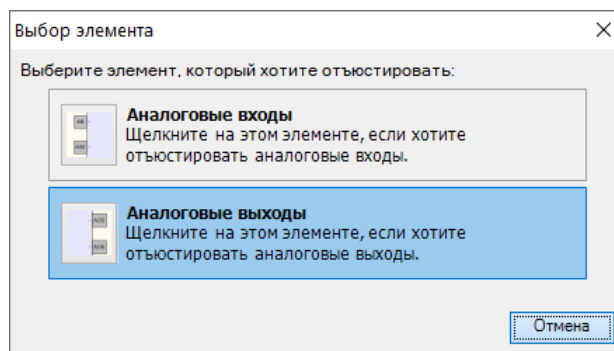 Выбор элемента
Выберите элемент, который хотите отъюстировать:
Аналоговые входы
Щелкните на этом элементе, если хотите
отъюстировать аналоговые входы.
Аналоговые выходы
Щелкните на этом элементе, если хотите
отъюстировать аналоговые выходы.
Отмена